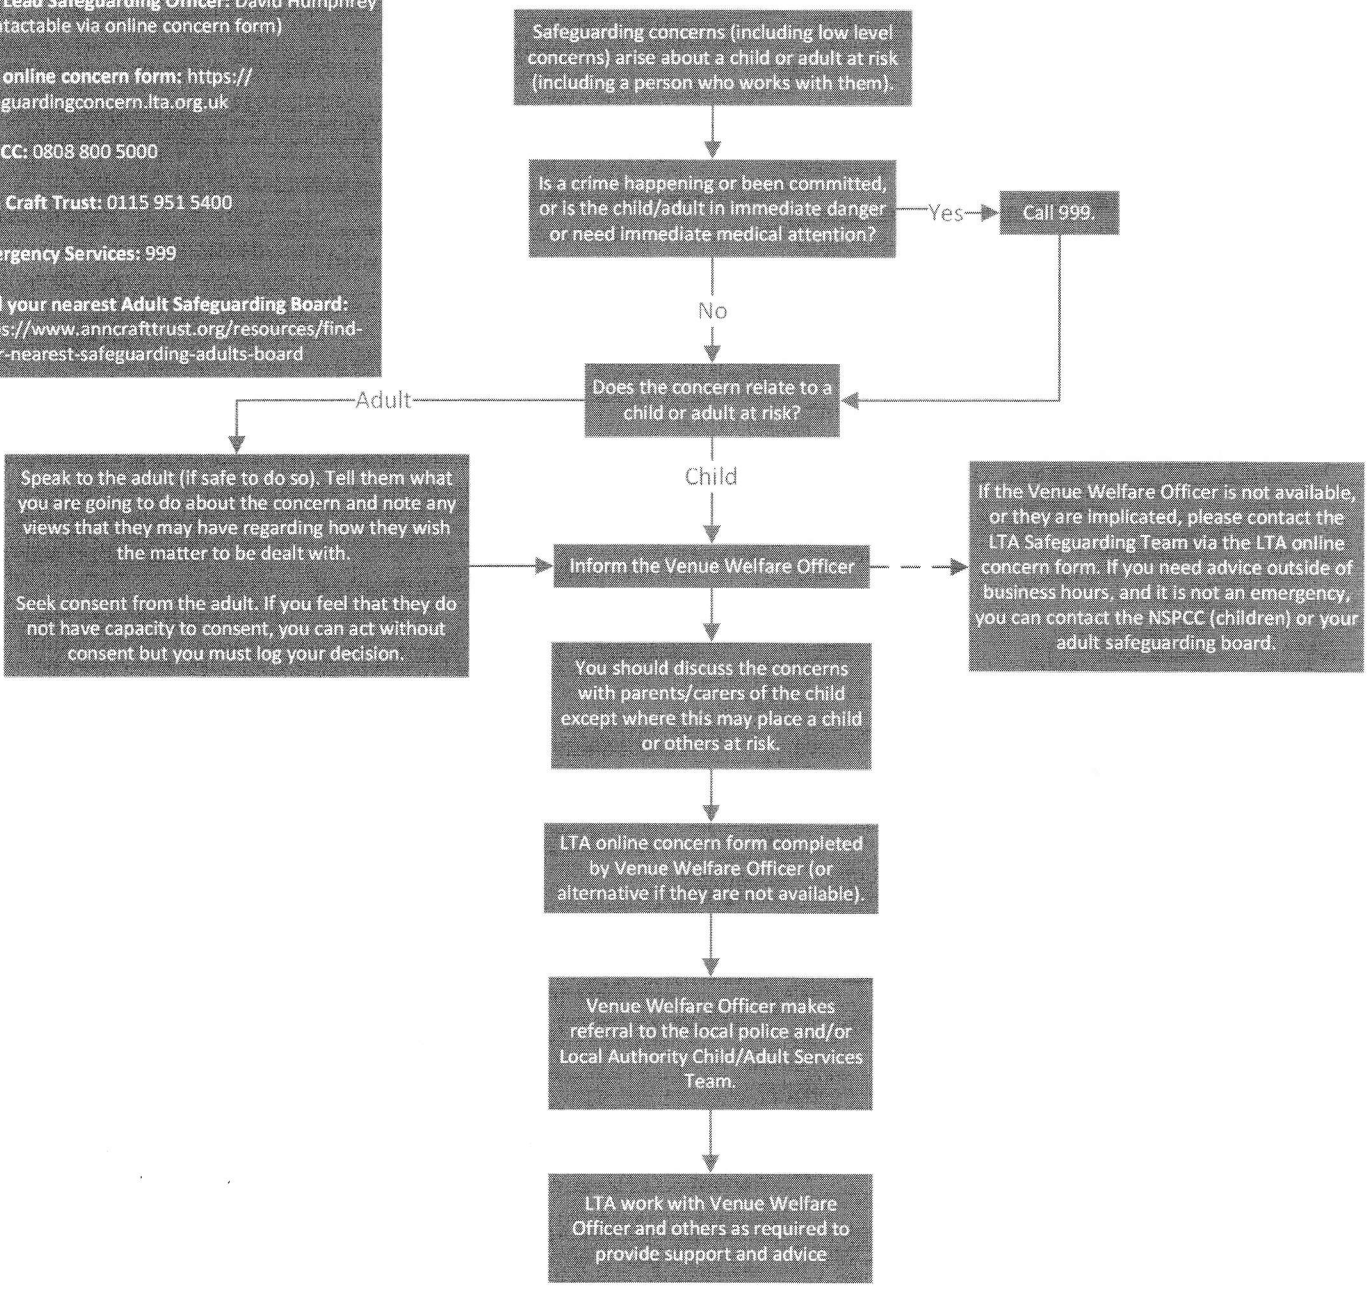 Lead Safeguarding Officer: David Humphrey
ntactable via online concern form)
online concern form: https://
guardingconcern.lta.org.uk
CC: 0808 800 5000
Craft Trust: 0115 951 5400
ergency Services: 999
d your nearest Adult Safeguarding Board:
s://www.anncrafttrust.org/resources/find-
r-nearest-safeguarding-adults-board
Safeguarding concerns (including low level
concerns) arise about a child or adult at risk
(including a person who works with them).
Is a crime happening or been committed,
or is the child/adult in immediate danger
or need immediate medical attention?
Yes
Call 999.
No
Does the concern relate to a
child or adult at risk?
Adult
Child
Speak to the adult (if safe to do so). Tell them what
you are going to do about the concern and note any
views that they may have regarding how they wish
the matter to be dealt with.
Seek consent from the adult. If you feel that they do
not have capacity to consent, you can act without
consent but you must log your decision.
Inform the Venue Welfare Officer
If the Venue Welfare Officer is not available,
or they are implicated, please contact the
LTA Safeguarding Team via the LTA online
concern form. If you need advice outside of
business hours, and it is not an emergency,
you can contact the NSPCC (children) or your
adult safeguarding board.
You should discuss the concerns
with parents/carers of the child
except where this may place a child
or others at risk.
LTA online concern form completed
by Venue Welfare Officer (or
alternative if they are not available).
Venue Welfare Officer makes
referral to the local police and/or
Local Authority Child/Adult Services
Team.
LTA work with Venue Welfare
Officer and others as required to
provide support and advice